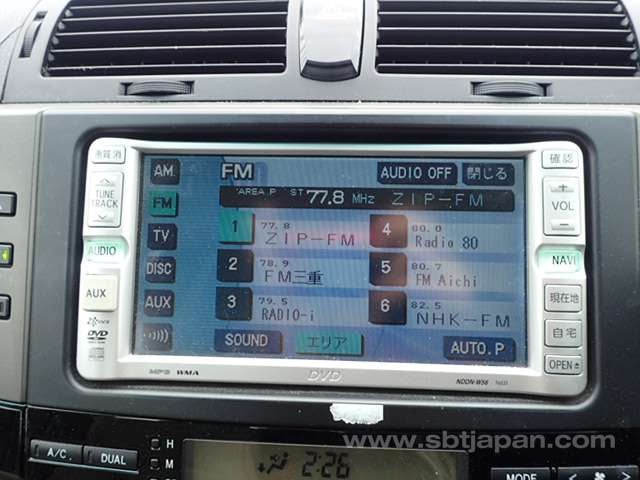 画質 消
確認
AM
FM
AUDIO OFF
閉じる
TUNE
TRACK
AREA.P ST 77.8 MHz ZIP-FM
VOL
FM
1 77.8 ZIP-FM
4 80.0 Radio 80
TV
AUDIO
2 78.9 FM三重
5 80.7 FM Aichi
NAVI
DISC
AUX
AUX
3 79.5 RADIO-i
6 82.5 NHK-FM
現在地
自宅
SOUND
エリア
AUTO.P
OPEN
DVD
MP3 WMA
DVD
NDDN-W58
www.sbtjapan.com
A/C
DUAL
H
M
2:26
MODE